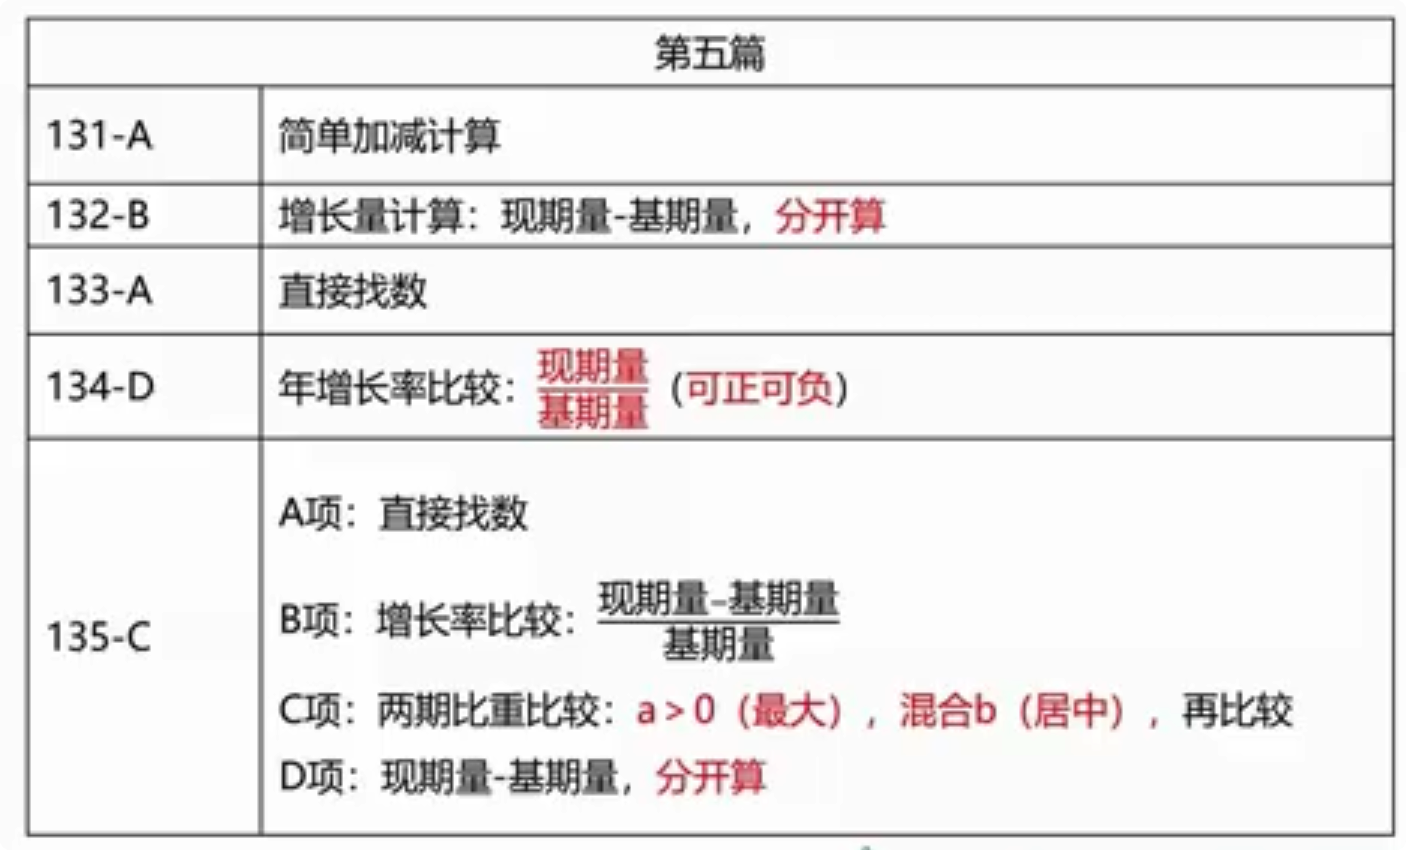 第五篇
131-A
简单加减计算
132-B
增长量计算：现期量-基期量，分开算
133-A
直接找数
134-D
年增长率比较：现期量/基期量（可正可负）
135-C
A项：直接找数
B项：增长率比较：现期量-基期量/基期量
C项：两期比重比较：a＞0（最大），混合b（居中），再比较
D项：现期量-基期量，分开算